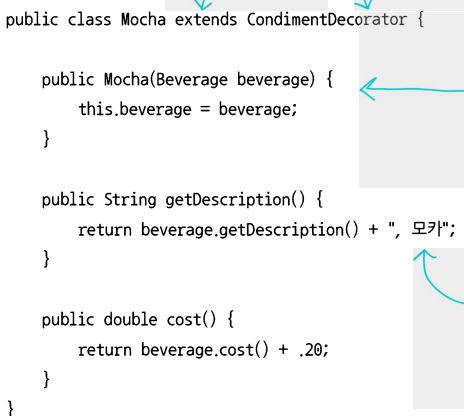 public class Mocha extends CondimentDecorator {
public Mocha(Beverage beverage) {
this.beverage = beverage;
}
public String getDescription() {
return beverage.getDescription() + ", 모카";
}
public double cost() {
return beverage.cost() + .20;
}
}